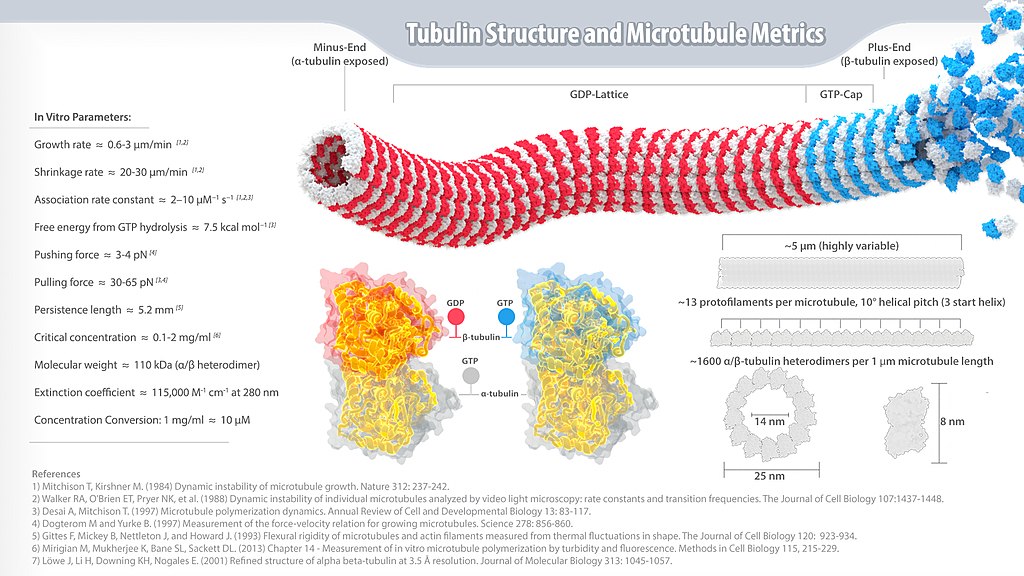 Tubulin Structure and Microtubule Metrics
Minus-End
(α-tubulin exposed)
Plus-End
(β-tubulin exposed)
GDP-Lattice
GTP-Cap
In Vitro Parameters:
Growth rate ≈ 0.6-3 μm/min [1,2]
Shrinkage rate ≈ 20-30 μm/min [1,2]
Association rate constant ≈ 2–10 μM⁻¹ s⁻¹ [1,2,3]
Free energy from GTP hydrolysis ≈ 7.5 kcal mol⁻¹ [3]
Pushing force ≈ 3-4 pN [4]
Pulling force ≈ 30-65 pN [3,4]
Persistence length ≈ 5.2 mm [5]
Critical concentration ≈ 0.1-2 mg/ml [6]
Molecular weight ≈ 110 kDa (α/β heterodimer)
Extinction coefficient ≈ 115,000 M⁻¹ cm⁻¹ at 280 nm
Concentration Conversion: 1 mg/ml ≈ 10 μM
GDP
GTP
β-tubulin
GTP
α-tubulin
~5 μm (highly variable)
~13 protofilaments per microtubule, 10° helical pitch (3 start helix)
~1600 α/β-tubulin heterodimers per 1 μm microtubule length
14 nm
25 nm
8 nm
References
1) Mitchison T, Kirshner M. (1984) Dynamic instability of microtubule growth. Nature 312: 237-242.
2) Walker RA, O'Brien ET, Pryer NK, et al. (1988) Dynamic instability of individual microtubules analyzed by video light microscopy: rate constants and transition frequencies. The Journal of Cell Biology 107:1437-1448.
3) Desai A, Mitchison T. (1997) Microtubule polymerization dynamics. Annual Review of Cell and Developmental Biology 13: 83-117.
4) Dogterom M and Yurke B. (1997) Measurement of the force-velocity relation for growing microtubules. Science 278: 856-860.
5) Gittes F, Mickey B, Nettleton J, and Howard J. (1993) Flexural rigidity of microtubules and actin filaments measured from thermal fluctuations in shape. The Journal of Cell Biology 120: 923-934.
6) Mirigian M, Mukherjee K, Bane SL, Sackett DL. (2013) Chapter 14 - Measurement of in vitro microtubule polymerization by turbidity and fluorescence. Methods in Cell Biology 115, 215-229.
7) Löwe J, Li H, Downing KH, Nogales E. (2001) Refined structure of alpha beta-tubulin at 3.5 Å resolution. Journal of Molecular Biology 313: 1045-1057.